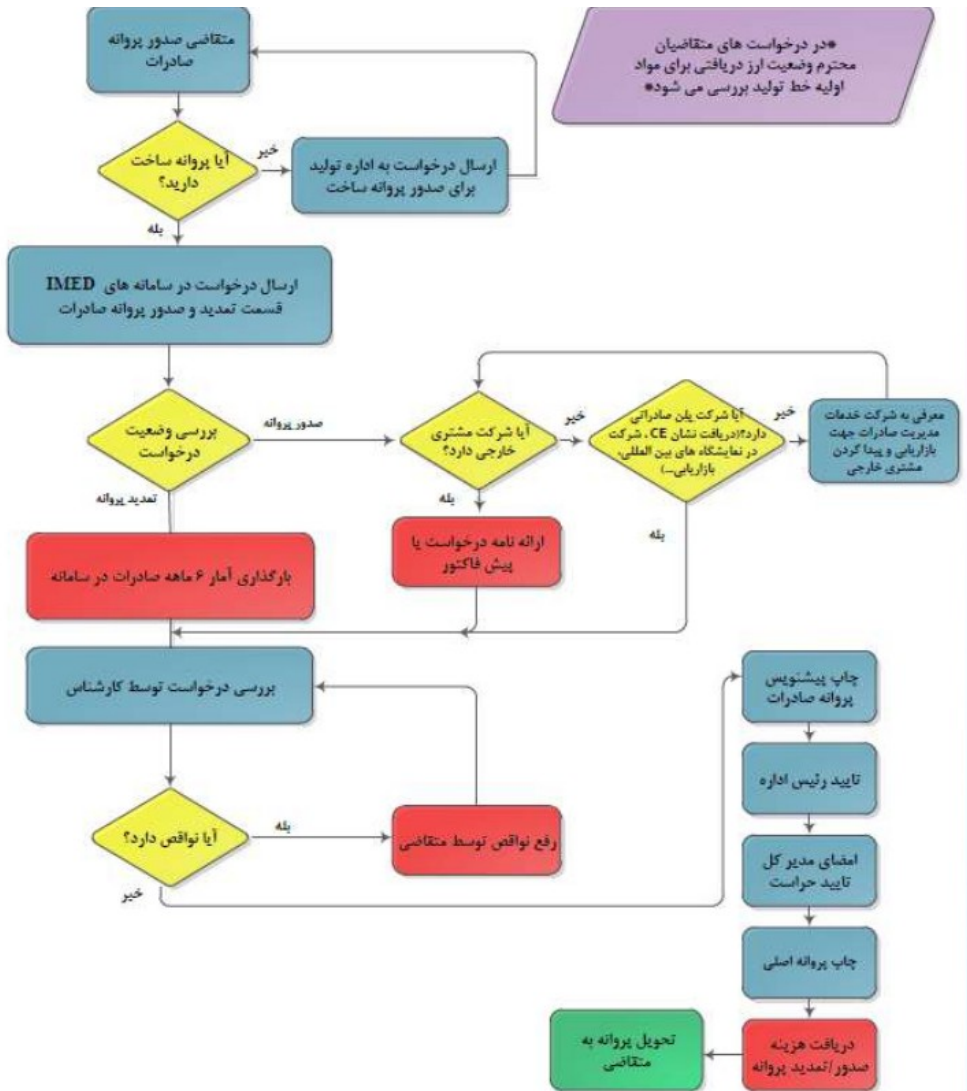 متقاضی صدور پروانه
صادرات
*در درخواست های متقاضیان
محترم وضعیت ارز دریافتی برای مواد
اولیه خط تولید بررسی می شود*
آیا پروانه ساخت
دارید؟
خیر
ارسال درخواست به اداره تولید
برای صدور پروانه ساخت
بله
ارسال درخواست در سامانه های IMED
قسمت تمدید و صدور پروانه صادرات
بررسی وضعیت
درخواست
صدور پروانه
آیا شرکت مشتری
خارجی دارد؟
خیر
آیا شرکت پلن صادراتی
دارد؟(دریافت نشان CE ، شرکت
در نمایشگاه های بین المللی،
بازاریابی...)
خیر
معرفی به شرکت خدمات
مدیریت صادرات جهت
بازاریابی و پیدا کردن
مشتری خارجی
تمدید پروانه
بله
بله
بارگذاری آمار ۶ ماهه صادرات در سامانه
ارائه نامه درخواست یا
پیش فاکتور
بررسی درخواست توسط کارشناس
آیا نواقص دارد؟
بله
رفع نواقص توسط متقاضی
خیر
چاپ پیشنویس
پروانه صادرات
تایید رئیس اداره
امضای مدیر کل
تایید حراست
چاپ پروانه اصلی
دریافت هزینه
صدور/تمدید پروانه
تحویل پروانه به
متقاضی